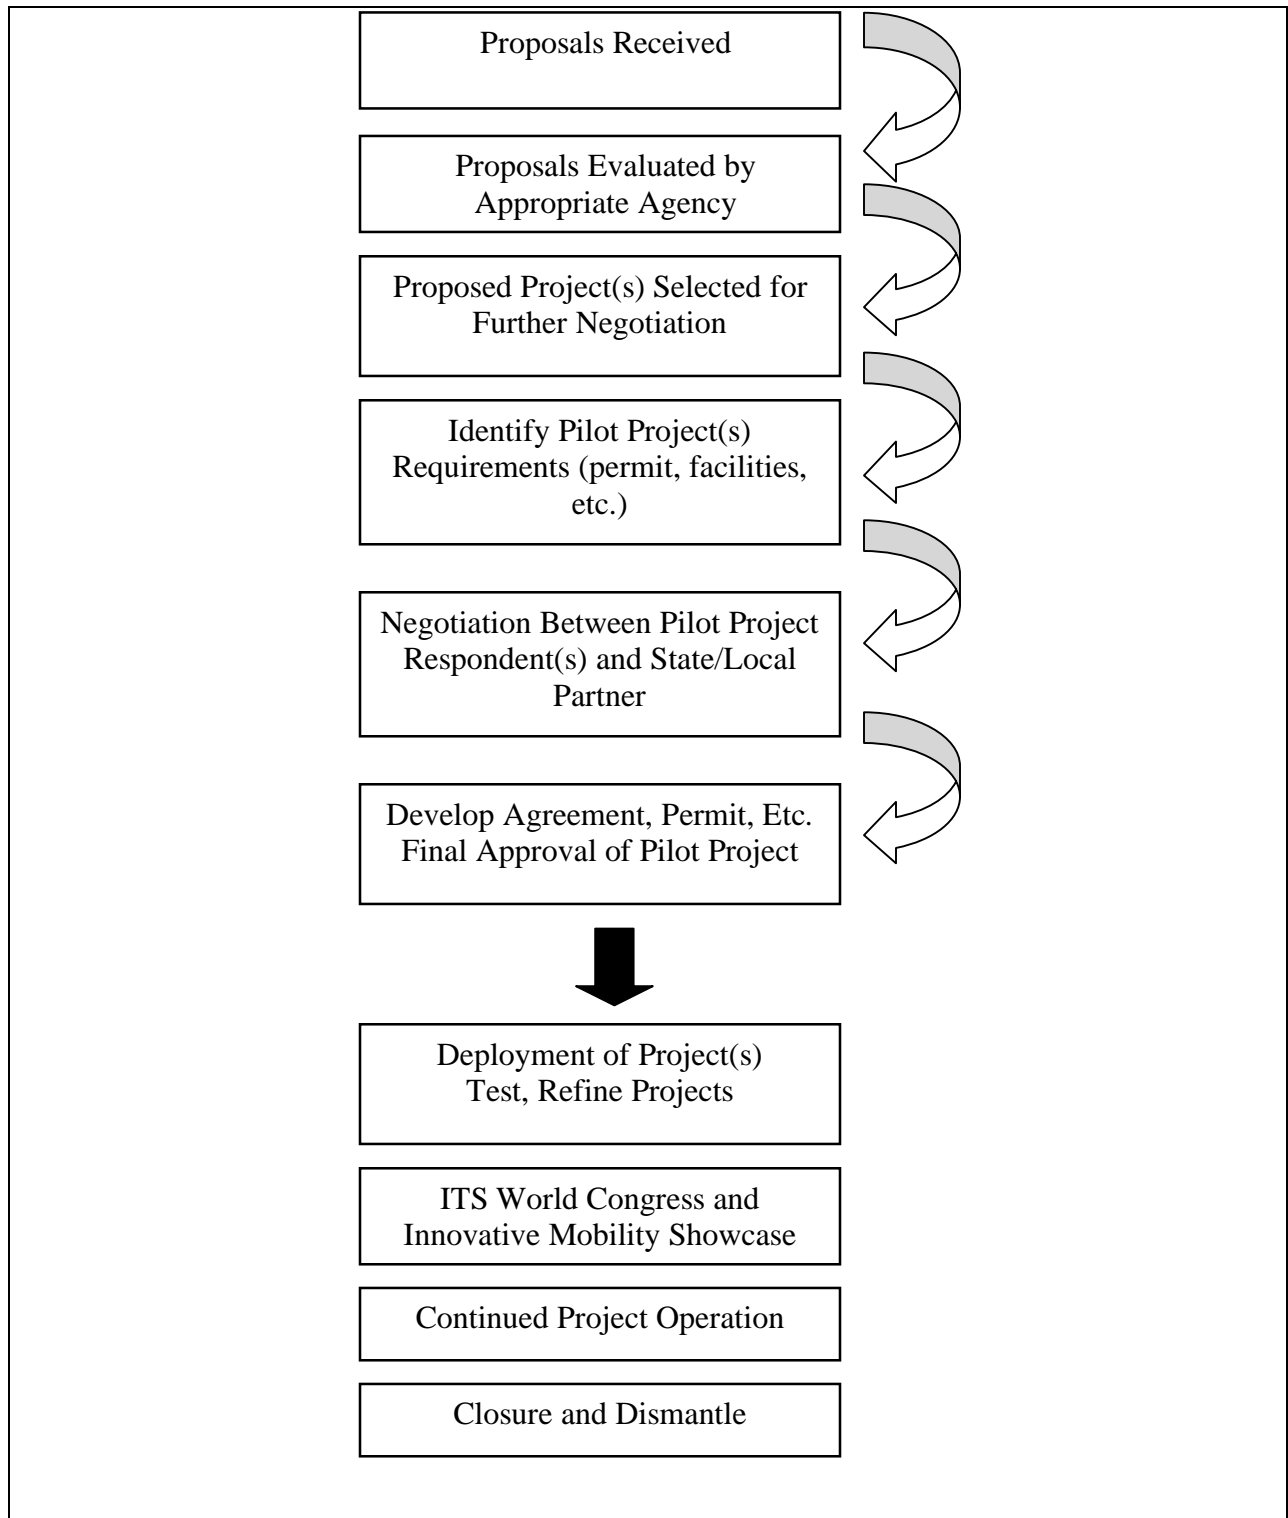 Proposals Received
Proposals Evaluated by
Appropriate Agency
Proposed Project(s) Selected for
Further Negotiation
Identify Pilot Project(s)
Requirements (permit, facilities,
etc.)
Negotiation Between Pilot Project
Respondent(s) and State/Local
Partner
Develop Agreement, Permit, Etc.
Final Approval of Pilot Project
Deployment of Project(s)
Test, Refine Projects
ITS World Congress and
Innovative Mobility Showcase
Continued Project Operation
Closure and Dismantle